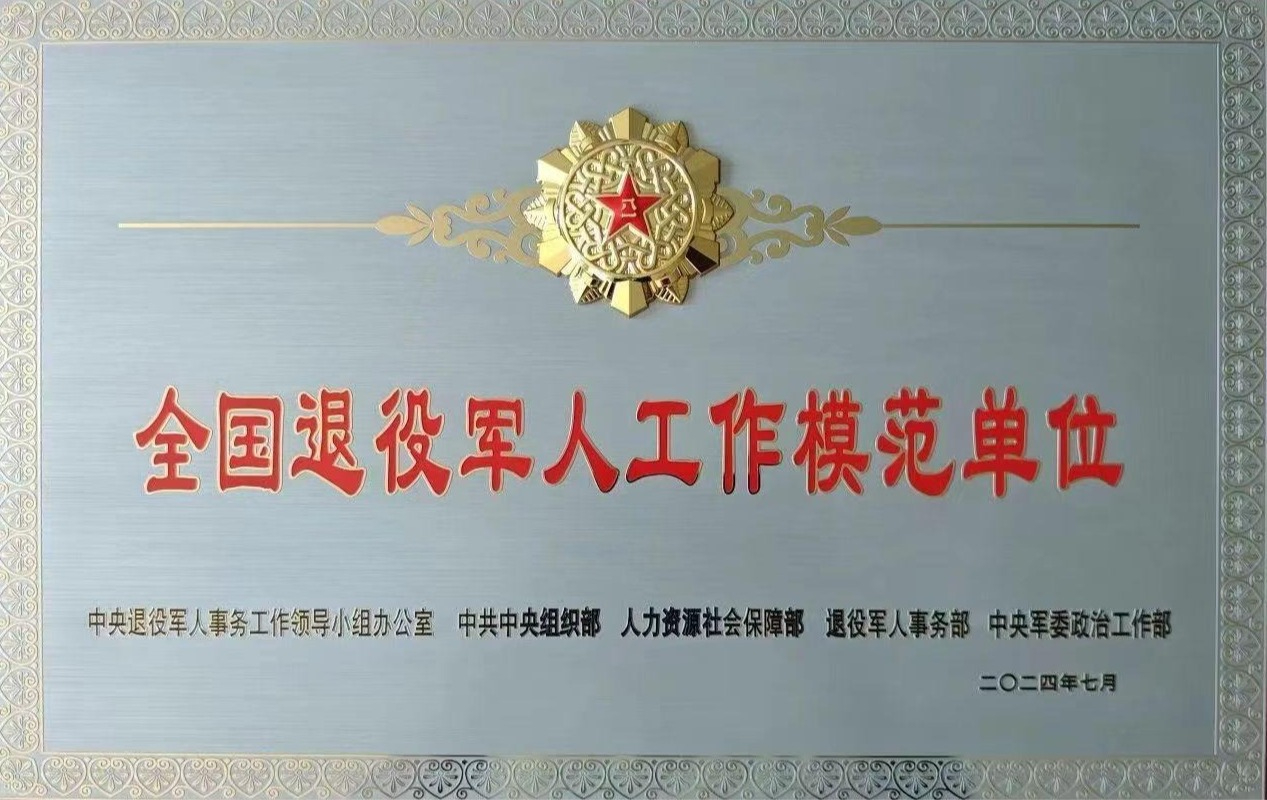 八一
全国退役军人工作模范单位
中央退役军人事务工作领导小组办公室 中共中央组织部 人力资源社会保障部 退役军人事务部 中央军委政治工作部
二〇二四年七月